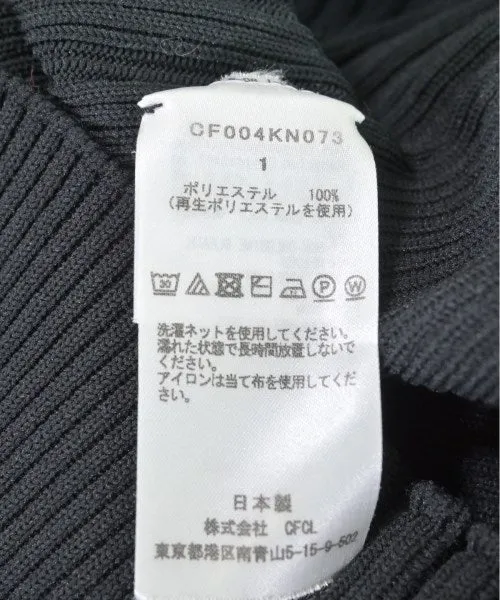 CF004KN073
1
ポリエステル 100%
(再生ポリエステルを使用)
30 P W
洗濯ネットを使用してください。
濡れた状態で長時間放置しないで
ください。
アイロンは当て布を使用してくだ
さい。
日本製
株式会社 CFCL
東京都港区南青山5-15-9-502